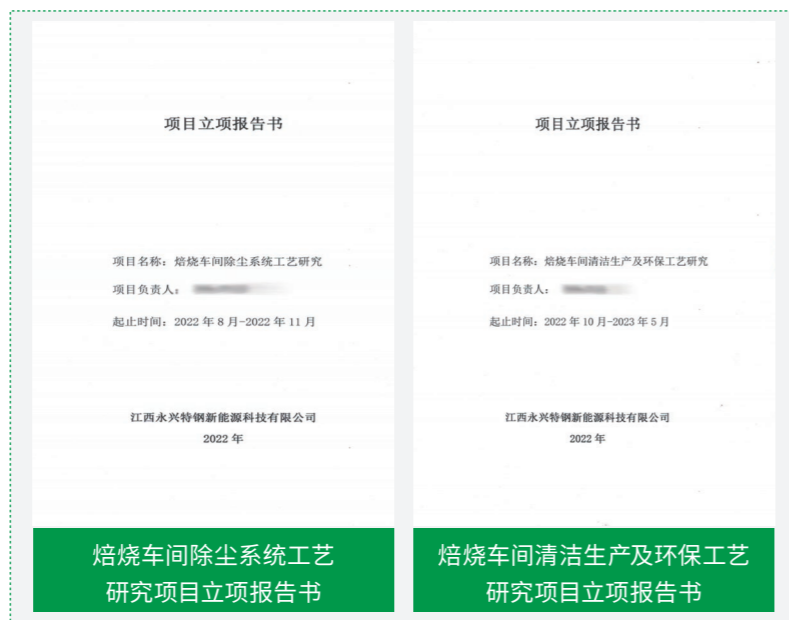 项目立项报告书
项目名称：焙烧车间除尘系统工艺研究
项目负责人：
起止时间：2022 年 8 月-2022 年 11 月
江西永兴特钢新能源科技有限公司
2022 年
焙烧车间除尘系统工艺
研究项目立项报告书
项目立项报告书
项目名称：焙烧车间清洁生产及环保工艺研究
项目负责人：
起止时间：2022 年 10 月-2023 年 5 月
江西永兴特钢新能源科技有限公司
2022 年
焙烧车间清洁生产及环保工艺
研究项目立项报告书